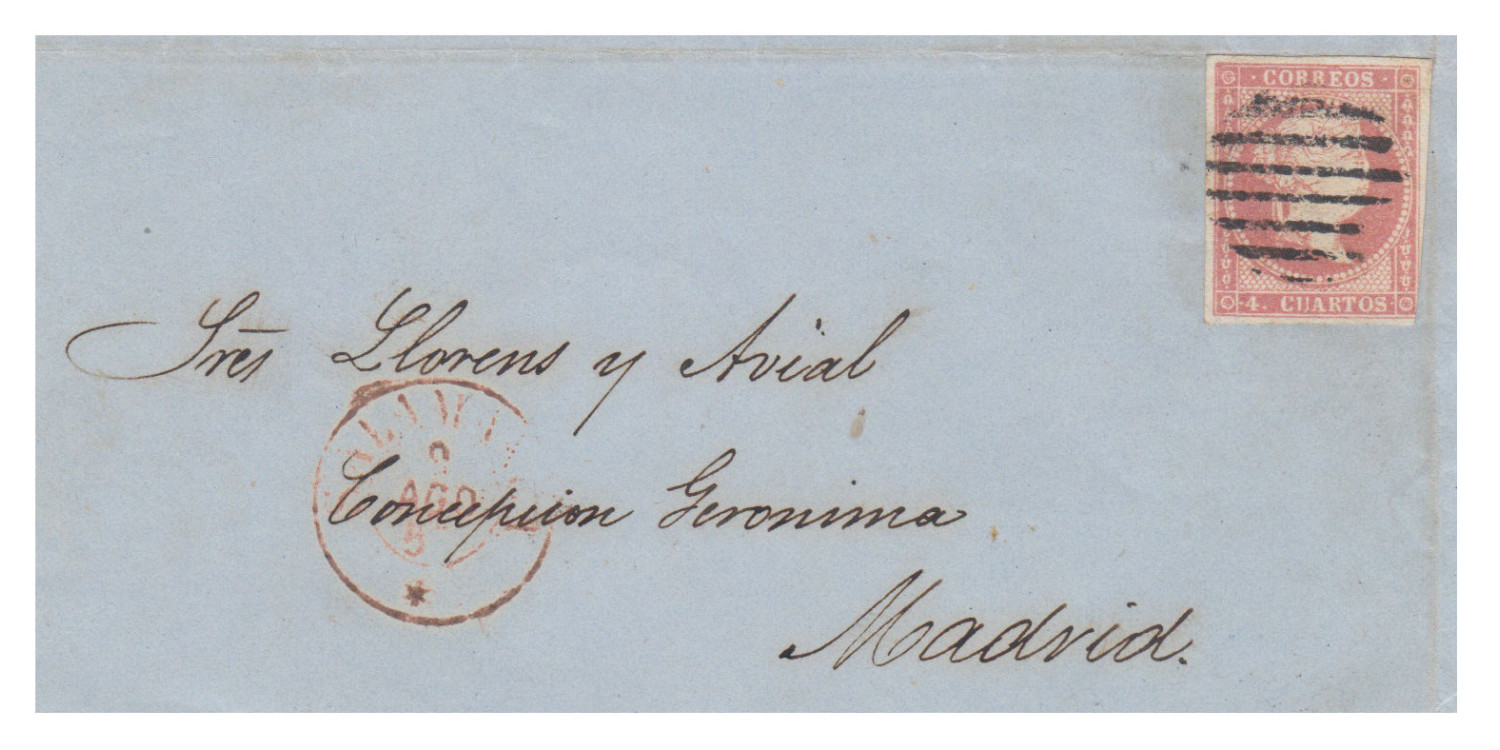 CORREOS
4. CUARTOS
Sres Llorens y Avial
AGO
Concepcion Geronima
Madrid.